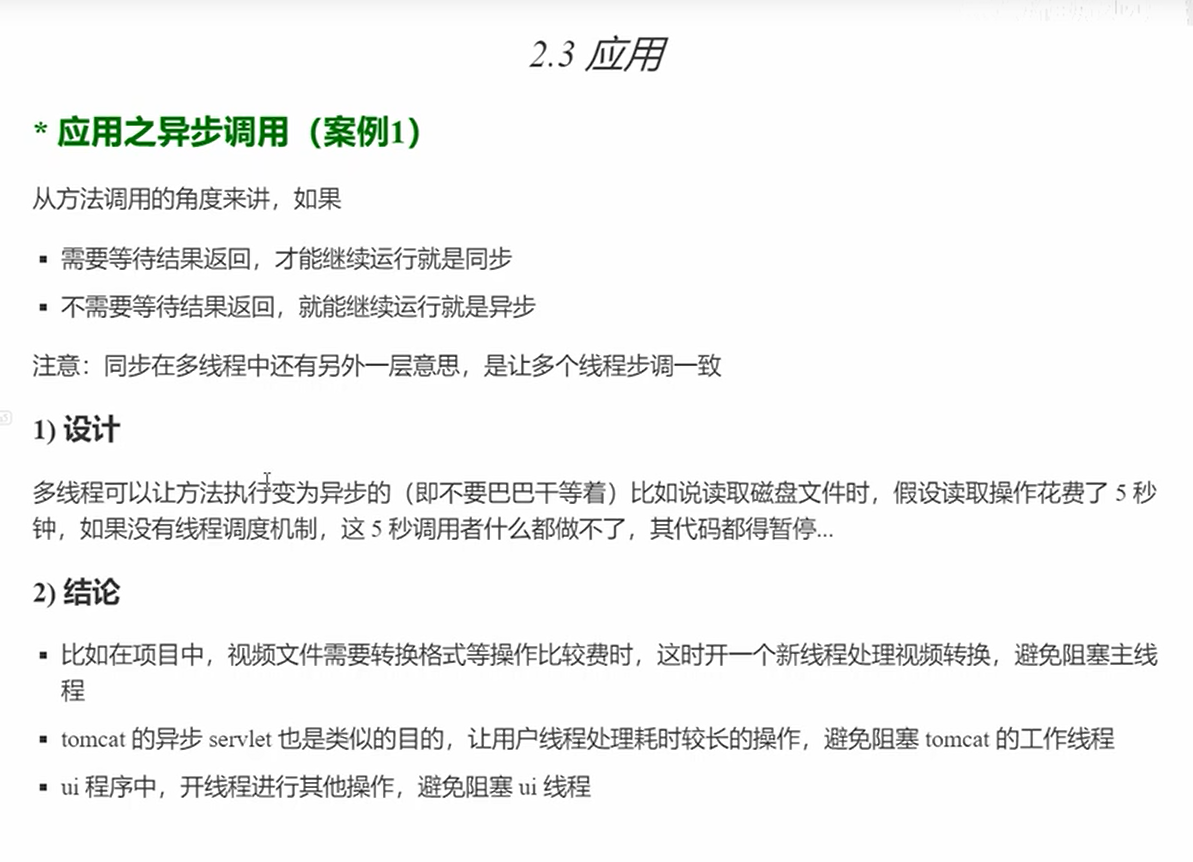 2.3 应用
* 应用之异步调用（案例1）
从方法调用的角度来讲，如果
▪ 需要等待结果返回，才能继续运行就是同步
▪ 不需要等待结果返回，就能继续运行就是异步
注意：同步在多线程中还有另外一层意思，是让多个线程步调一致
1) 设计
多线程可以让方法执行变为异步的（即不要巴巴干等着）比如说读取磁盘文件时，假设读取操作花费了 5 秒
钟，如果没有线程调度机制，这 5 秒调用者什么都做不了，其代码都得暂停...
2) 结论
▪ 比如在项目中，视频文件需要转换格式等操作比较费时，这时开一个新线程处理视频转换，避免阻塞主线
程
▪ tomcat 的异步 servlet 也是类似的目的，让用户线程处理耗时较长的操作，避免阻塞 tomcat 的工作线程
▪ ui 程序中，开线程进行其他操作，避免阻塞 ui 线程